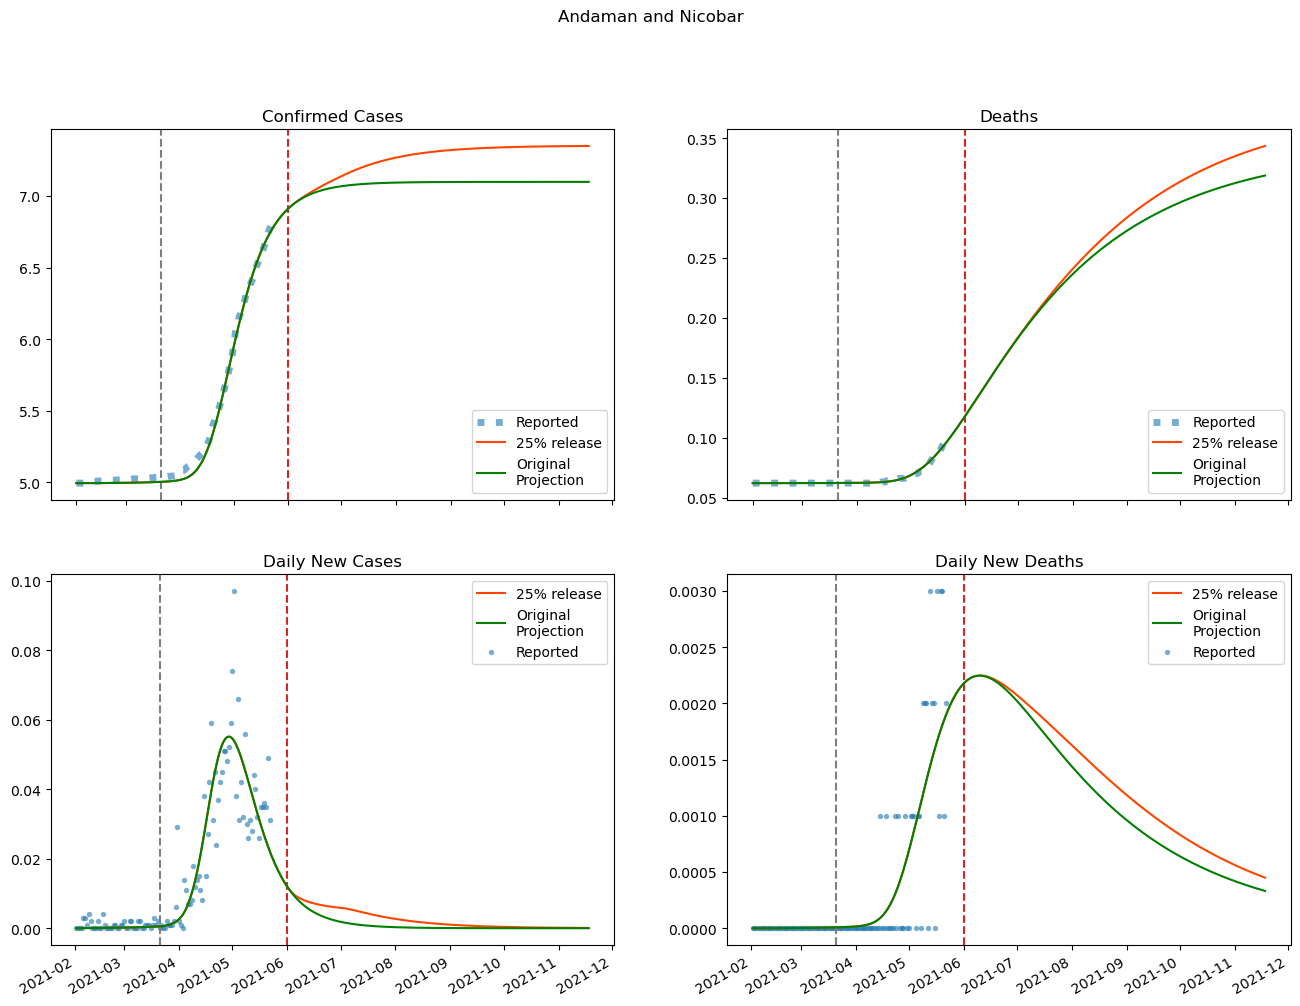 Andaman and Nicobar
Confirmed Cases
7.0
6.5
6.0
5.5
5.0
Reported
25% release
Original
Projection
Deaths
0.35
0.30
0.25
0.20
0.15
0.10
0.05
Reported
25% release
Original
Projection
Daily New Cases
0.10
0.08
0.06
0.04
0.02
0.00
25% release
Original
Projection
Reported
2021-02
2021-03
2021-04
2021-05
2021-06
2021-07
2021-08
2021-09
2021-10
2021-11
2021-12
Daily New Deaths
0.0030
0.0025
0.0020
0.0015
0.0010
0.0005
0.0000
25% release
Original
Projection
Reported
2021-02
2021-03
2021-04
2021-05
2021-06
2021-07
2021-08
2021-09
2021-10
2021-11
2021-12